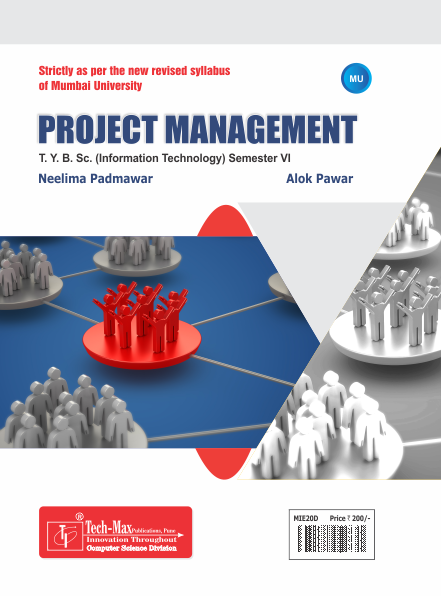 Strictly as per the new revised syllabus
of Mumbai University
MU
PROJECT MANAGEMENT
T. Y. B. Sc. (Information Technology) Semester VI
Neelima Padmawar
Alok Pawar
®
Tech-Max Publications, Pune
Innovation Throughout
Computer Science Division
MIE20D Price ₹ 200/-